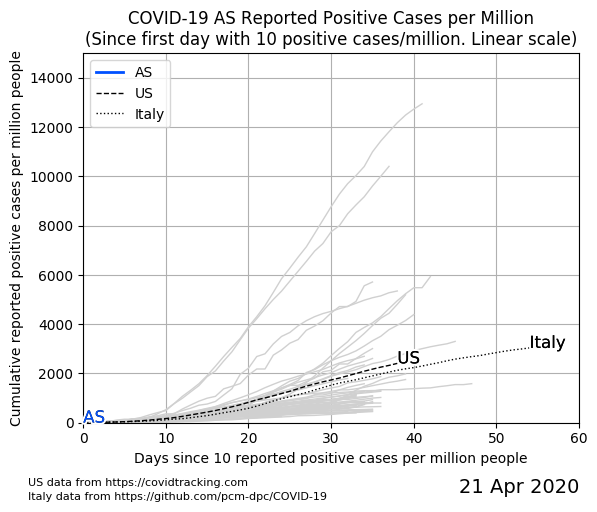 COVID-19 AS Reported Positive Cases per Million
(Since first day with 10 positive cases/million. Linear scale)
Cumulative reported positive cases per million people
14000
12000
10000
8000
6000
4000
2000
0
AS
US
Italy
AS
US
Italy
0 10 20 30 40 50 60
Days since 10 reported positive cases per million people
US data from https://covidtracking.com
Italy data from https://github.com/pcm-dpc/COVID-19
21 Apr 2020